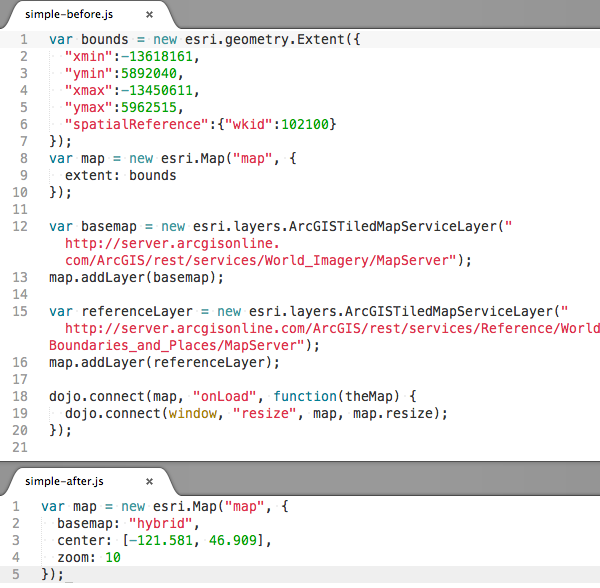 simple-before.js ×
1 var bounds = new esri.geometry.Extent({
2 "xmin":-13618161,
3 "ymin":5892040,
4 "xmax":-13450611,
5 "ymax":5962515,
6 "spatialReference":{"wkid":102100}
7 });
8 var map = new esri.Map("map", {
9 extent: bounds
10 });
11
12 var basemap = new esri.layers.ArcGISTiledMapServiceLayer("
http://server.arcgisonline.
com/ArcGIS/rest/services/World_Imagery/MapServer");
13 map.addLayer(basemap);
14
15 var referenceLayer = new esri.layers.ArcGISTiledMapServiceLayer("
http://server.arcgisonline.com/ArcGIS/rest/services/Reference/World
Boundaries_and_Places/MapServer");
16 map.addLayer(referenceLayer);
17
18 dojo.connect(map, "onLoad", function(theMap) {
19 dojo.connect(window, "resize", map, map.resize);
20 });
21
simple-after.js ×
1 var map = new esri.Map("map", {
2 basemap: "hybrid",
3 center: [-121.581, 46.909],
4 zoom: 10
5 });